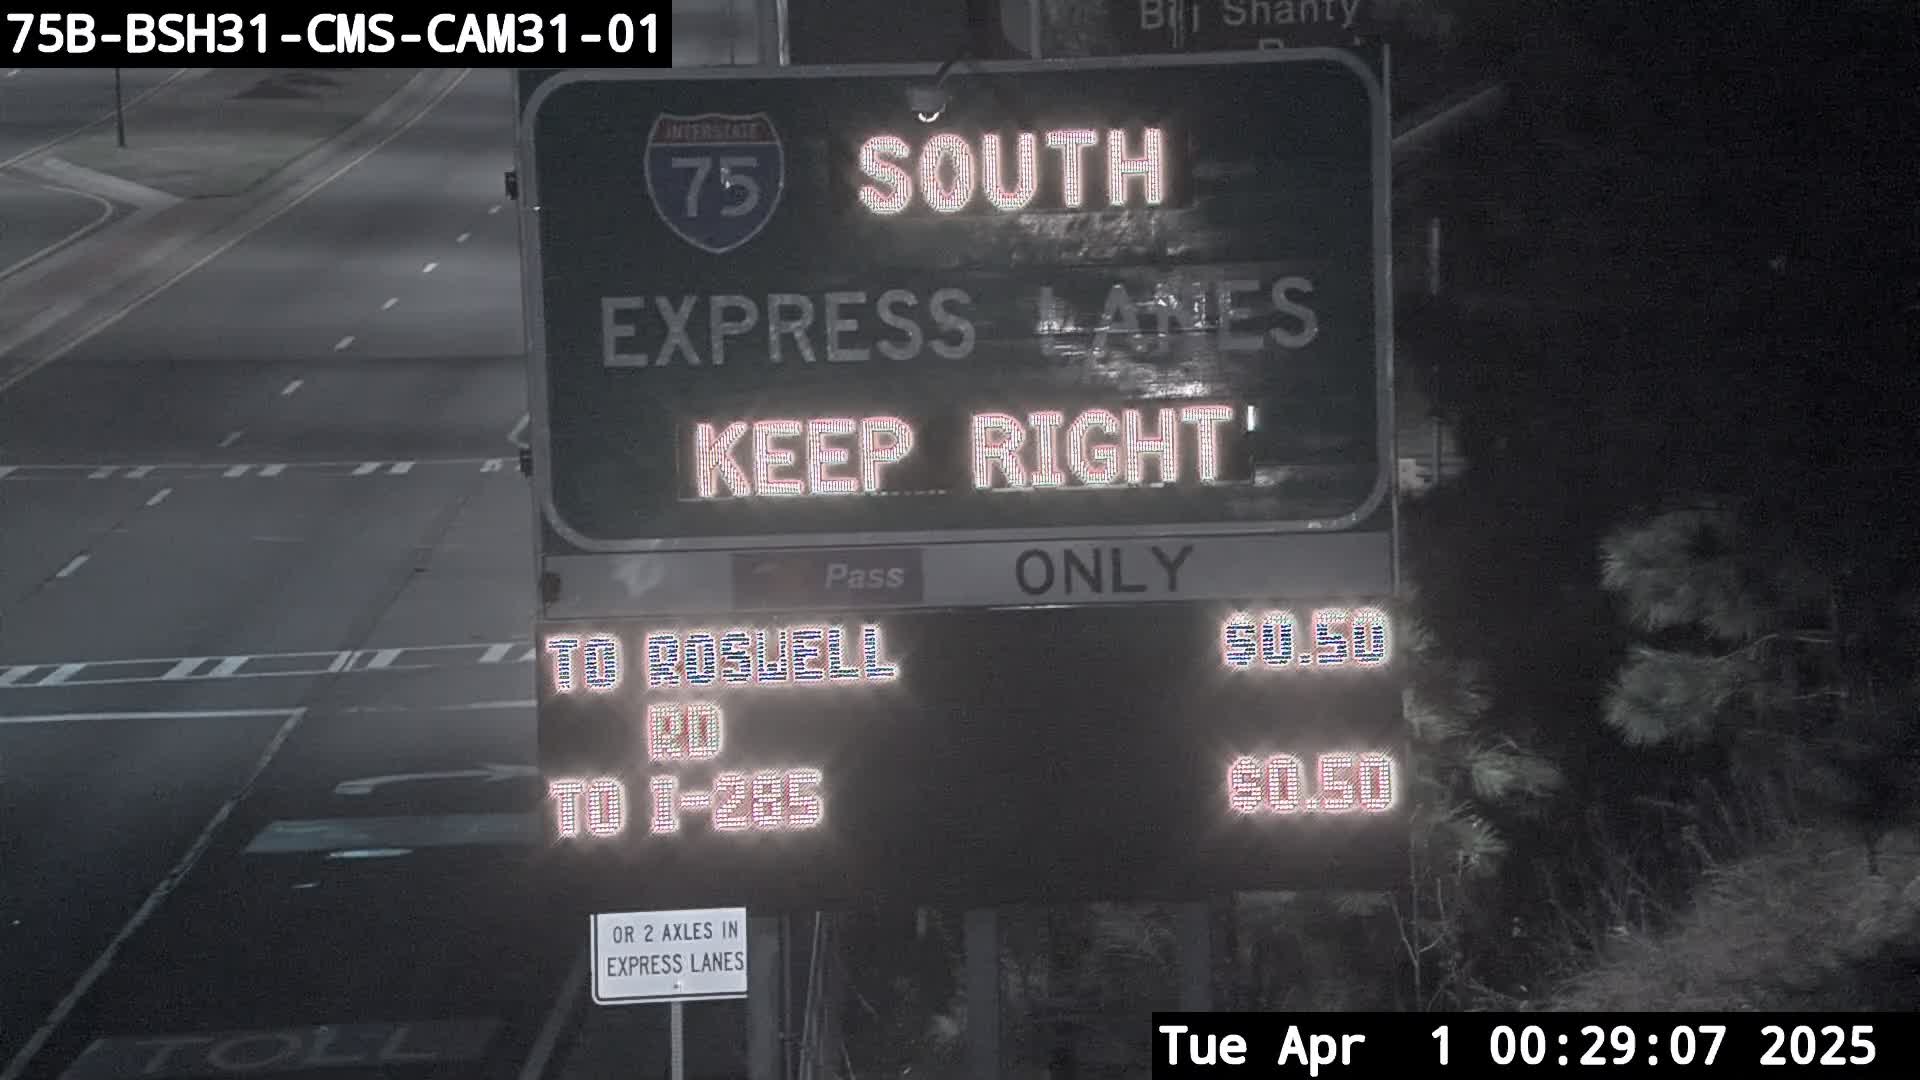 75B-BSH31-CMS-CAM31-01
Shanty
INTERSTATE
75
SOUTH
EXPRESS LANES
KEEP RIGHT
Pass ONLY
TO ROSWELL $0.50
RD
TO I-285 $0.50
OR 2 AXLES IN
EXPRESS LANES
TOLL
Tue Apr 1 00:29:07 2025